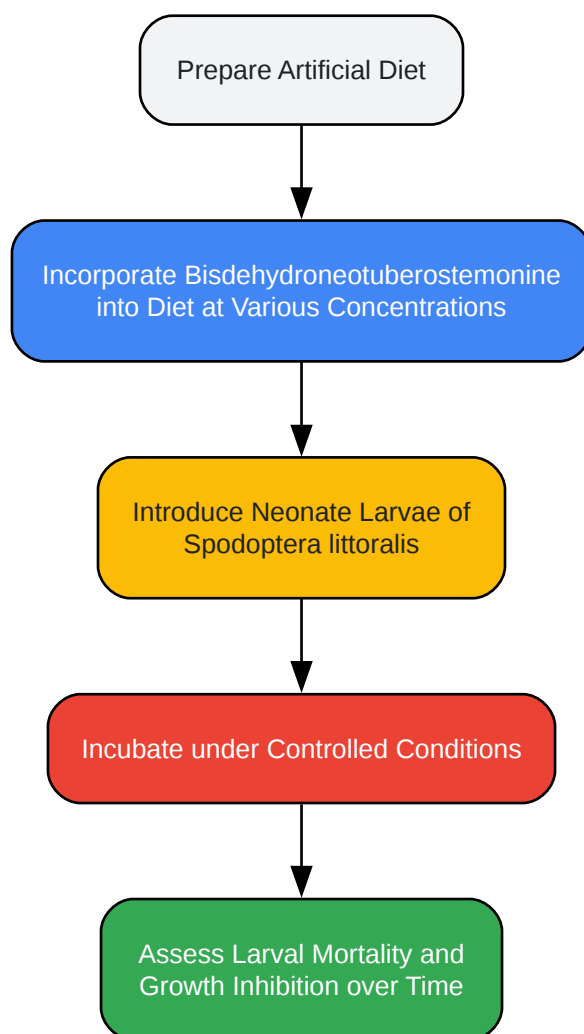 Prepare Artificial Diet
Incorporate Bisdehydroneotuberostemonine
into Diet at Various Concentrations
Introduce Neonate Larvae of
Spodoptera littoralis
Incubate under Controlled Conditions
Assess Larval Mortality and
Growth Inhibition over Time